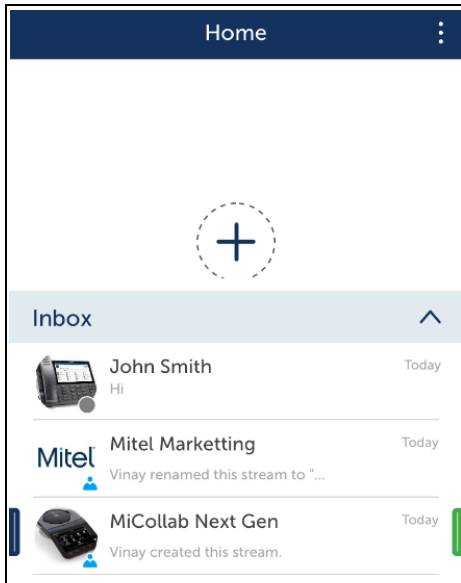 Home
Inbox
John Smith
Today
Hi
Mitel
Mitel Marketting
Today
Vinay renamed this stream to "...
MiCollab Next Gen
Today
Vinay created this stream.